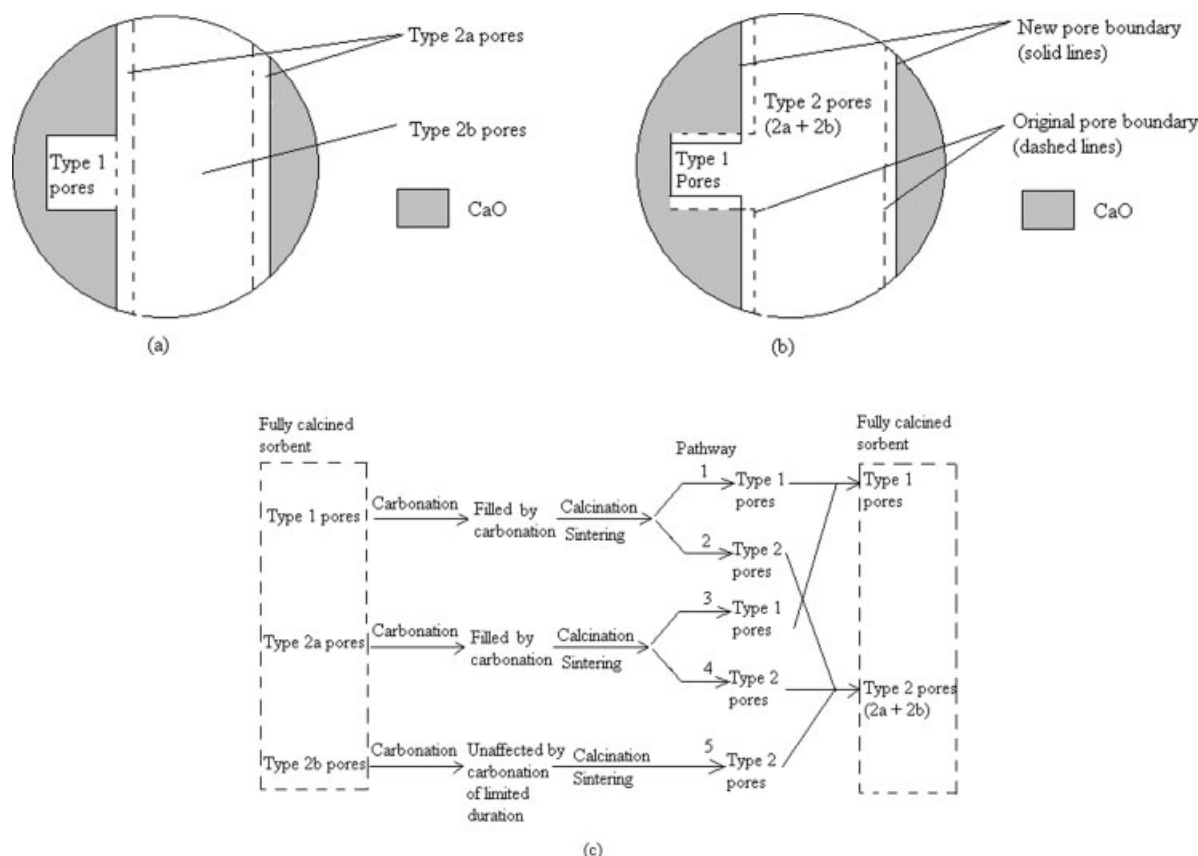 Type 2a pores
Type 2b pores
Type 1
pores
CaO
(a)
New pore boundary
(solid lines)
Type 2 pores
(2a + 2b)
Original pore boundary
(dashed lines)
Type 1
Pores
CaO
(b)
Fully calcined
sorbent
Pathway
Fully calcined
sorbent
Type 1 pores
Carbonation
Filled by
carbonation
Calcination
Sintering
1
Type 1
pores
2
Type 2
pores
Type 1
pores
Type 2a pores
Carbonation
Filled by
carbonation
Calcination
Sintering
3
Type 1
pores
4
Type 2
pores
Type 2 pores
(2a + 2b)
Type 2b pores
Carbonation
Unaffected by
carbonation
of limited
duration
Calcination
Sintering
5
Type 2
pores
(c)